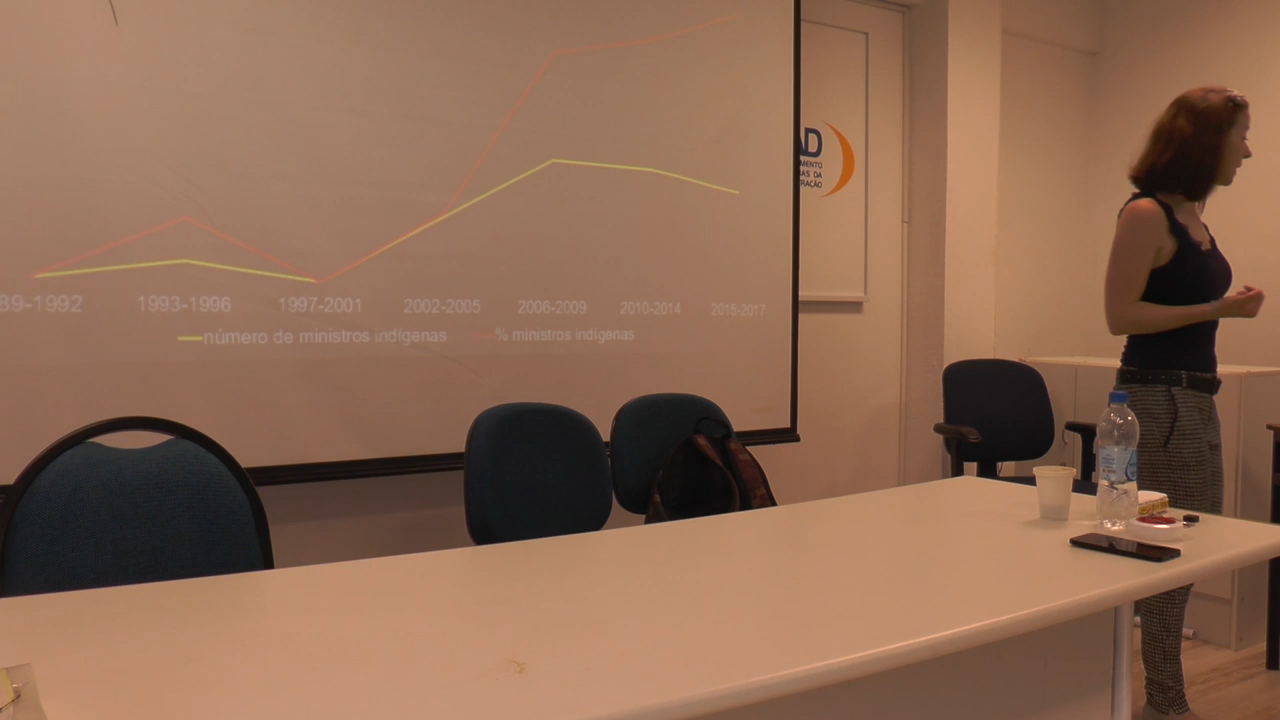 89-1992 1993-1996 1997-2001 2002-2005 2006-2009 2010-2014 2015-2017
número de ministros indígenas % ministros indígenas
AD
MENTO
AS DA
RAÇÃO